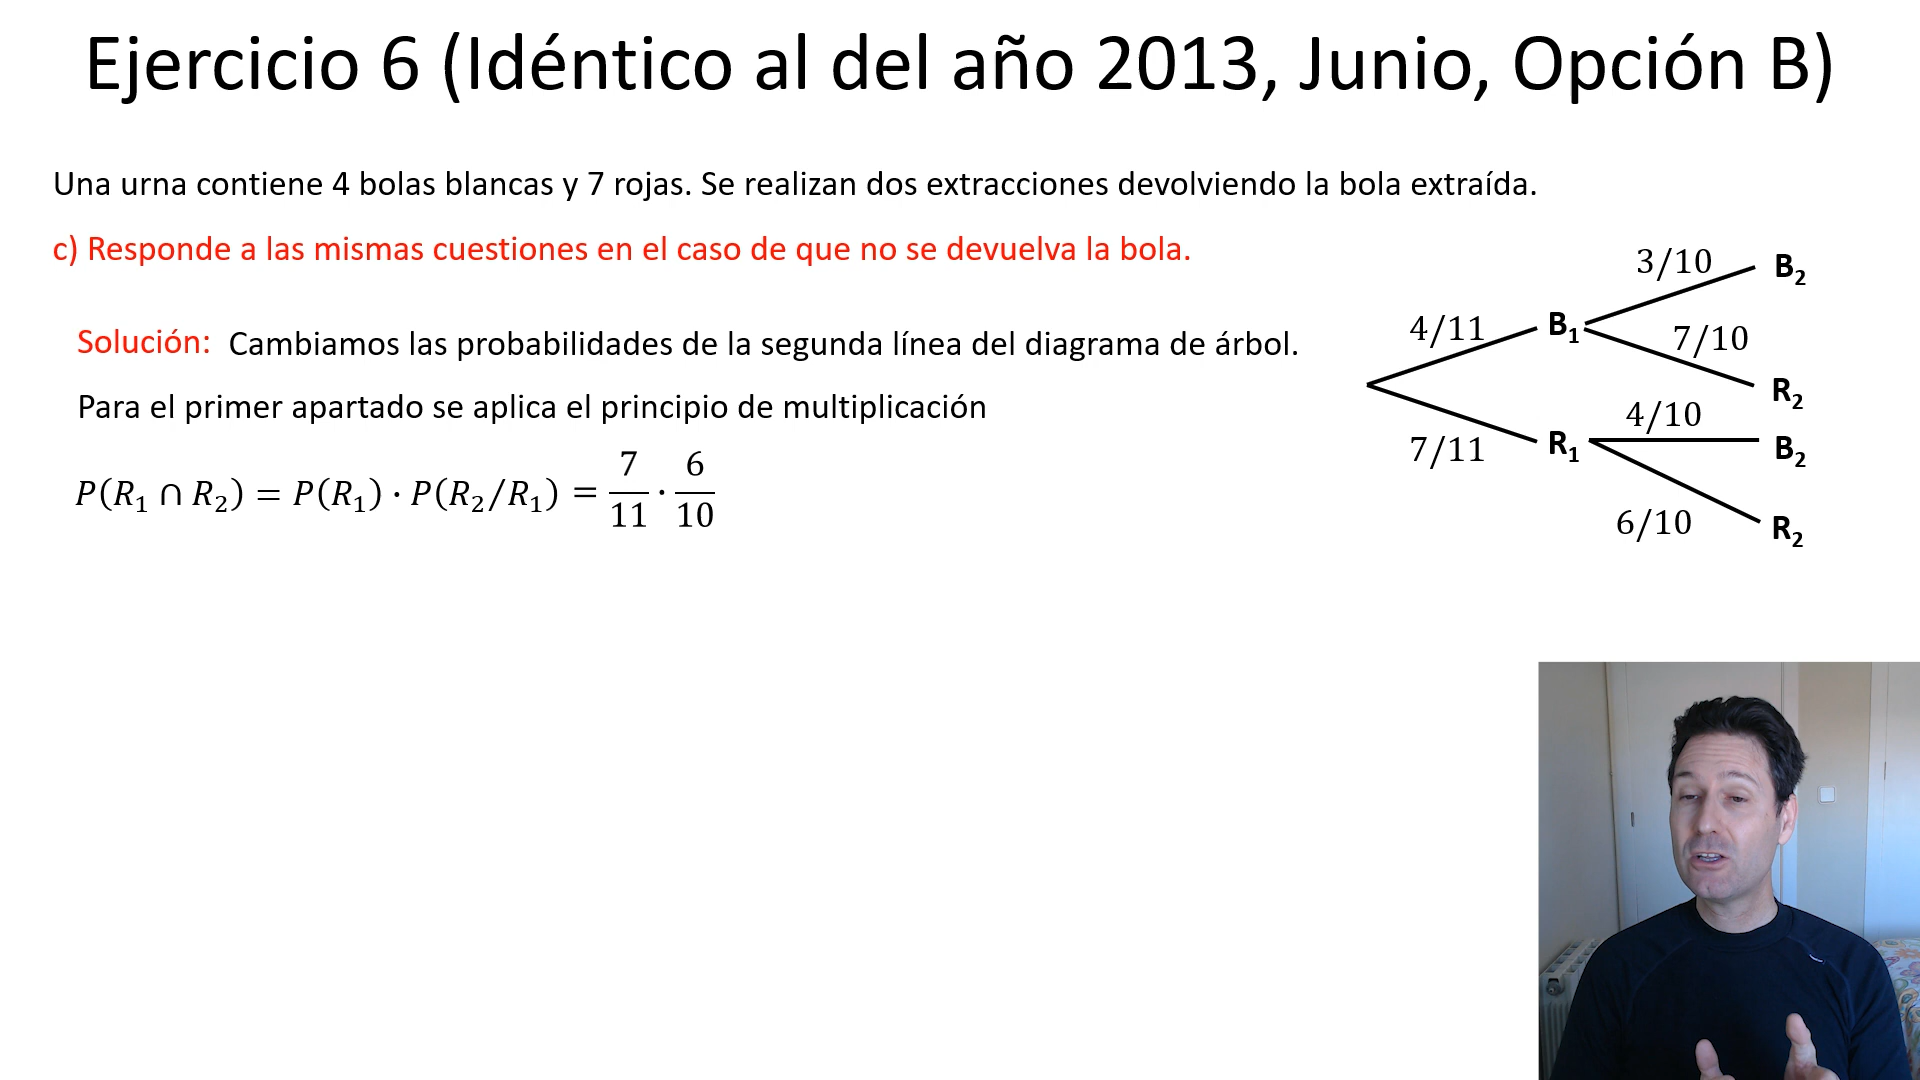 Ejercicio 6 (Idéntico al del año 2013, Junio, Opción B)
Una urna contiene 4 bolas blancas y 7 rojas. Se realizan dos extracciones devolviendo la bola extraída.
c) Responde a las mismas cuestiones en el caso de que no se devuelva la bola.
Solución: Cambiamos las probabilidades de la segunda línea del diagrama de árbol.
Para el primer apartado se aplica el principio de multiplicación
P(R₁ ∩ R₂) = P(R₁) · P(R₂/R₁) = 7/11 · 6/10
3/10 B₂
4/11 B₁
7/10 R₂
4/10 B₂
7/11 R₁
6/10 R₂